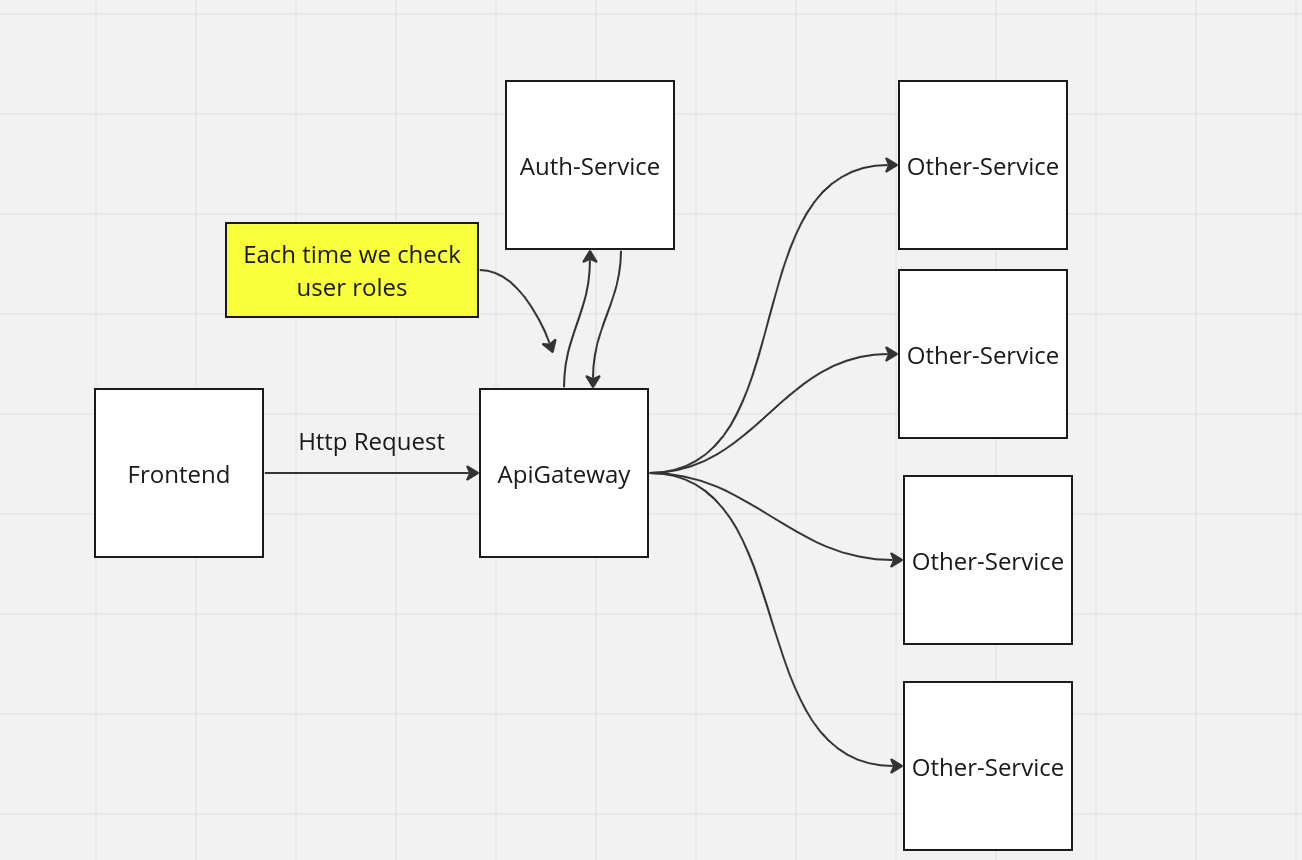 Auth-Service
Other-Service
Each time we check
user roles
Other-Service
Http Request
Frontend
ApiGateway
Other-Service
Other-Service